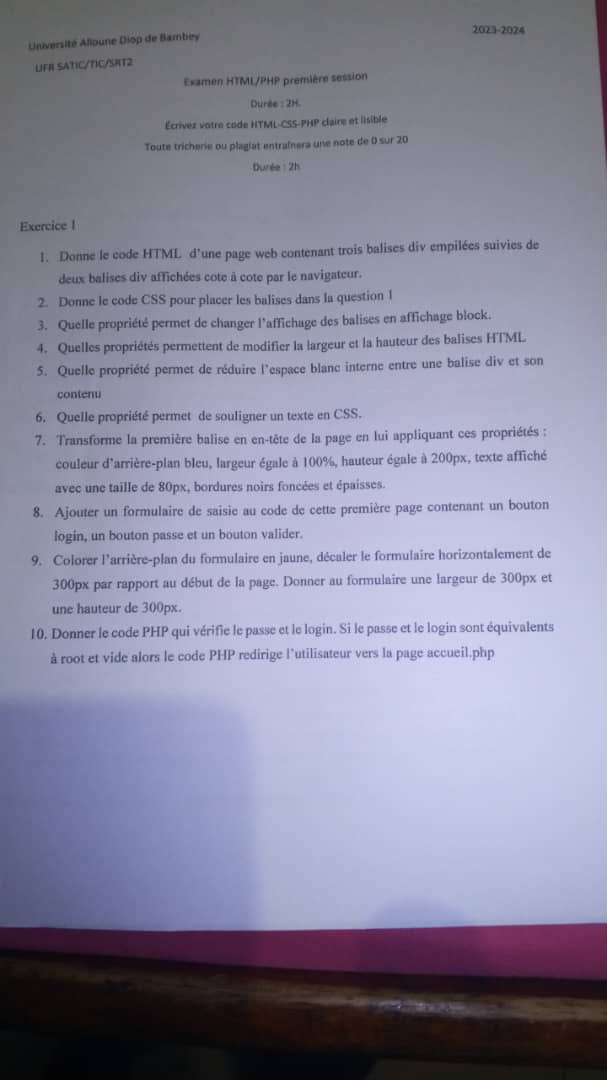 Université Alioune Diop de Bambey
2023-2024
UFR SATIC/TIC/SRT2
Examen HTML/PHP première session
Durée : 2H.
Écrivez votre code HTML-CSS-PHP claire et lisible
Toute tricherie ou plagiat entraînera une note de 0 sur 20
Durée : 2h
Exercice 1
1. Donne le code HTML d'une page web contenant trois balises div empilées suivies de
deux balises div affichées cote à cote par le navigateur.
2. Donne le code CSS pour placer les balises dans la question 1
3. Quelle propriété permet de changer l'affichage des balises en affichage block.
4. Quelles propriétés permettent de modifier la largeur et la hauteur des balises HTML
5. Quelle propriété permet de réduire l'espace blanc interne entre une balise div et son
contenu
6. Quelle propriété permet de souligner un texte en CSS.
7. Transforme la première balise en en-tête de la page en lui appliquant ces propriétés :
couleur d'arrière-plan bleu, largeur égale à 100%, hauteur égale à 200px, texte affiché
avec une taille de 80px, bordures noirs foncées et épaisses.
8. Ajouter un formulaire de saisie au code de cette première page contenant un bouton
login, un bouton passe et un bouton valider.
9. Colorer l'arrière-plan du formulaire en jaune, décaler le formulaire horizontalement de
300px par rapport au début de la page. Donner au formulaire une largeur de 300px et
une hauteur de 300px.
10. Donner le code PHP qui vérifie le passe et le login. Si le passe et le login sont équivalents
à root et vide alors le code PHP redirige l'utilisateur vers la page accueil.php